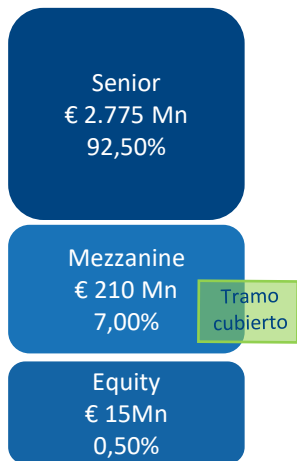 Senior
€ 2.775 Mn
92,50%
Mezzanine
€ 210 Mn
7,00%
Tramo
cubierto
Equity
€ 15Mn
0,50%